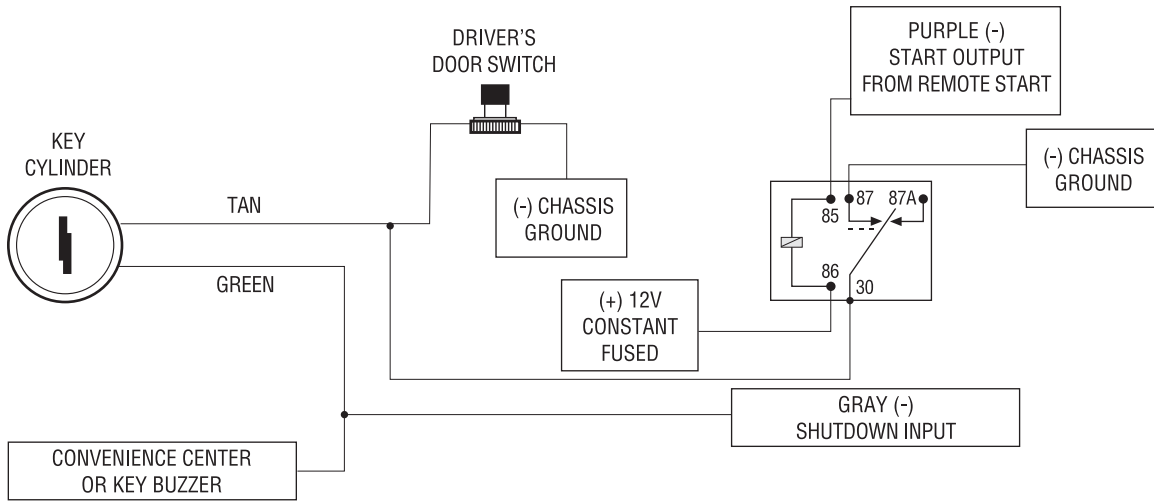 PURPLE (-)
START OUTPUT
FROM REMOTE START
DRIVER'S
DOOR SWITCH
KEY
CYLINDER
(-) CHASSIS
GROUND
TAN
(-) CHASSIS
GROUND
87
87A
85
86
30
GREEN
(+) 12V
CONSTANT
FUSED
GRAY (-)
SHUTDOWN INPUT
CONVENIENCE CENTER
OR KEY BUZZER